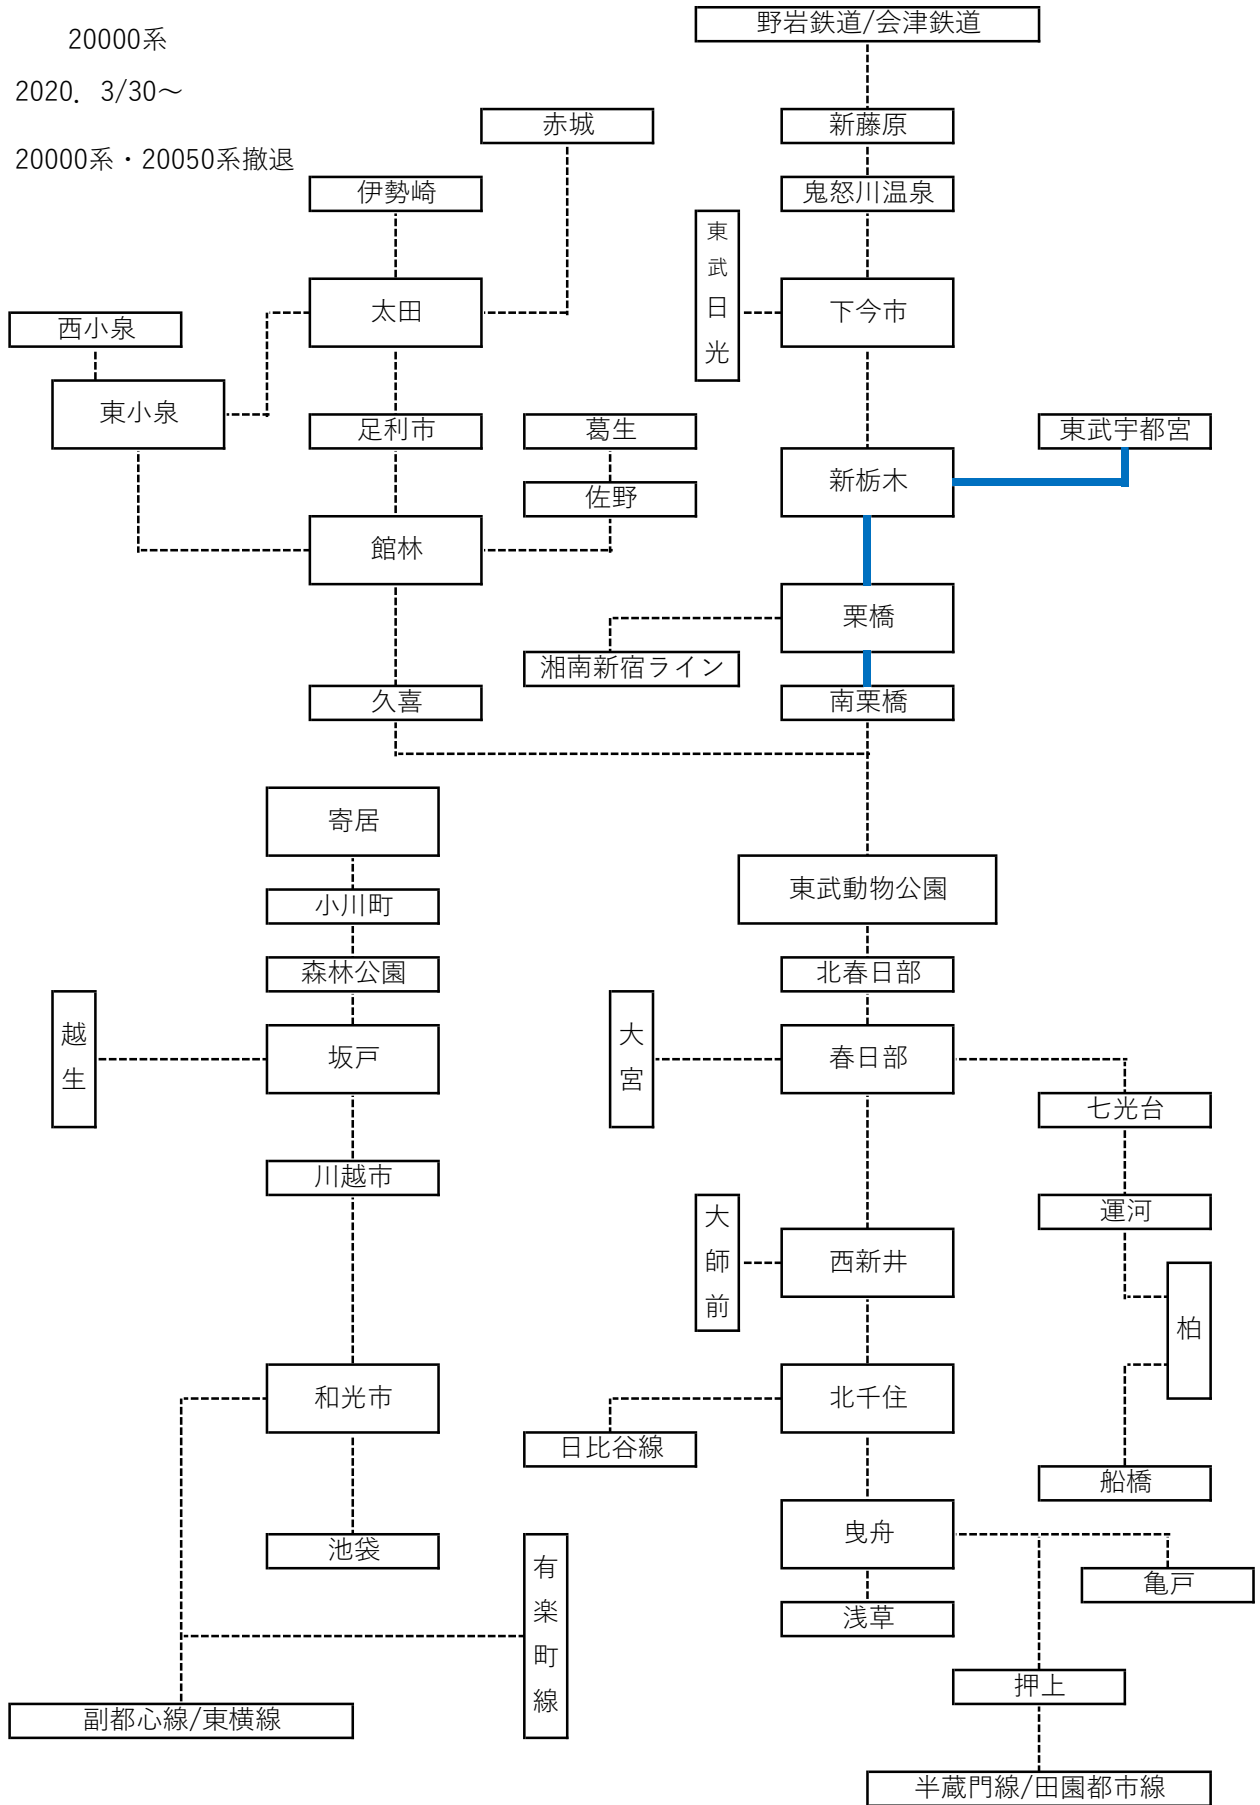 20000系
2020．3/30～
20000系・20050系撤退
野岩鉄道/会津鉄道
赤城
新藤原
伊勢崎
鬼怒川温泉
東武日光
太田
下今市
西小泉
東小泉
足利市
葛生
東武宇都宮
新栃木
佐野
館林
栗橋
湘南新宿ライン
久喜
南栗橋
寄居
東武動物公園
小川町
森林公園
北春日部
越生
坂戸
大宮
春日部
七光台
川越市
運河
大師前
西新井
柏
和光市
北千住
日比谷線
船橋
曳舟
池袋
有楽町線
亀戸
浅草
押上
副都心線/東横線
半蔵門線/田園都市線